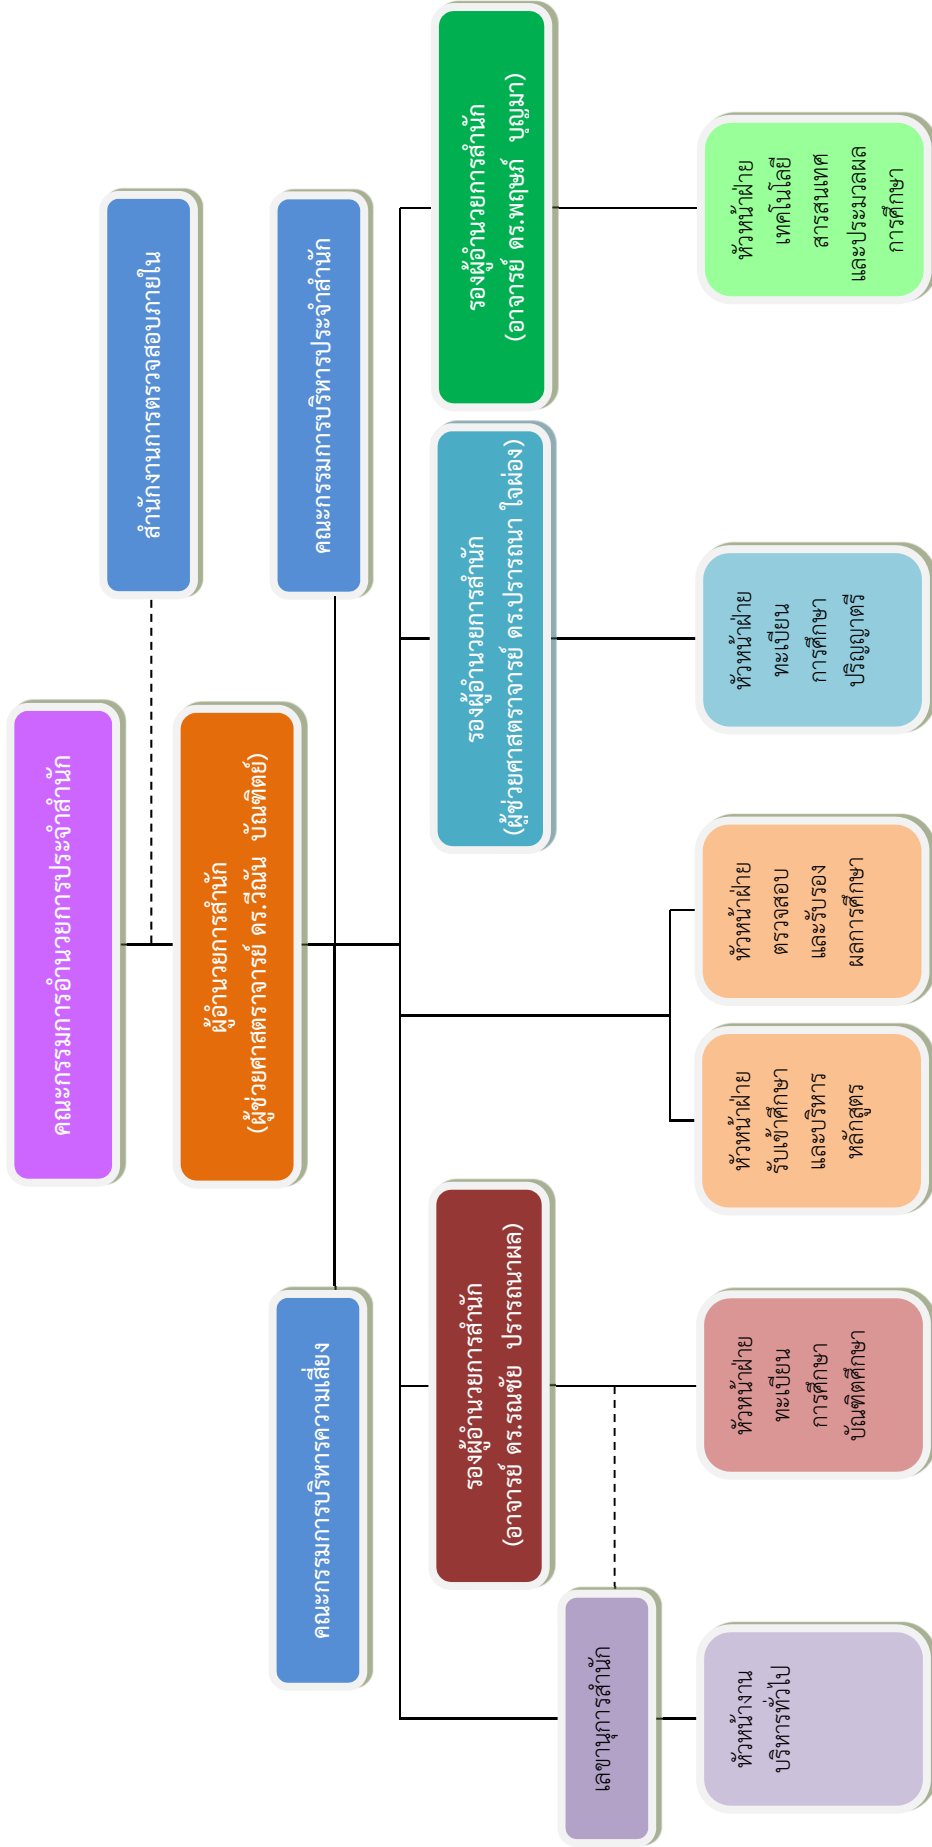 คณะกรรมการอำนวยการประจำสำนัก
สำนักงานการตรวจสอบภายใน
ผู้อำนวยการสำนัก
(ผู้ช่วยศาสตราจารย์ ดร.วีณัน บัณฑิตย์)
คณะกรรมการบริหารความเสี่ยง
คณะกรรมการบริหารประจำสำนัก
รองผู้อำนวยการสำนัก
(อาจารย์ ดร.รณชัย ปรารถนาผล)
รองผู้อำนวยการสำนัก
(ผู้ช่วยศาสตราจารย์ ดร.ปรารถนา ใจผ่อง)
รองผู้อำนวยการสำนัก
(อาจารย์ ดร.พฤษภ์ บุญมา)
เลขานุการสำนัก
หัวหน้างาน
บริหารทั่วไป
หัวหน้าฝ่าย
ทะเบียน
การศึกษา
บัณฑิตศึกษา
หัวหน้าฝ่าย
รับเข้าศึกษา
และบริหาร
หลักสูตร
หัวหน้าฝ่าย
ตรวจสอบ
และรับรอง
ผลการศึกษา
หัวหน้าฝ่าย
ทะเบียน
การศึกษา
ปริญญาตรี
หัวหน้าฝ่าย
เทคโนโลยี
สารสนเทศ
และประมวลผล
การศึกษา